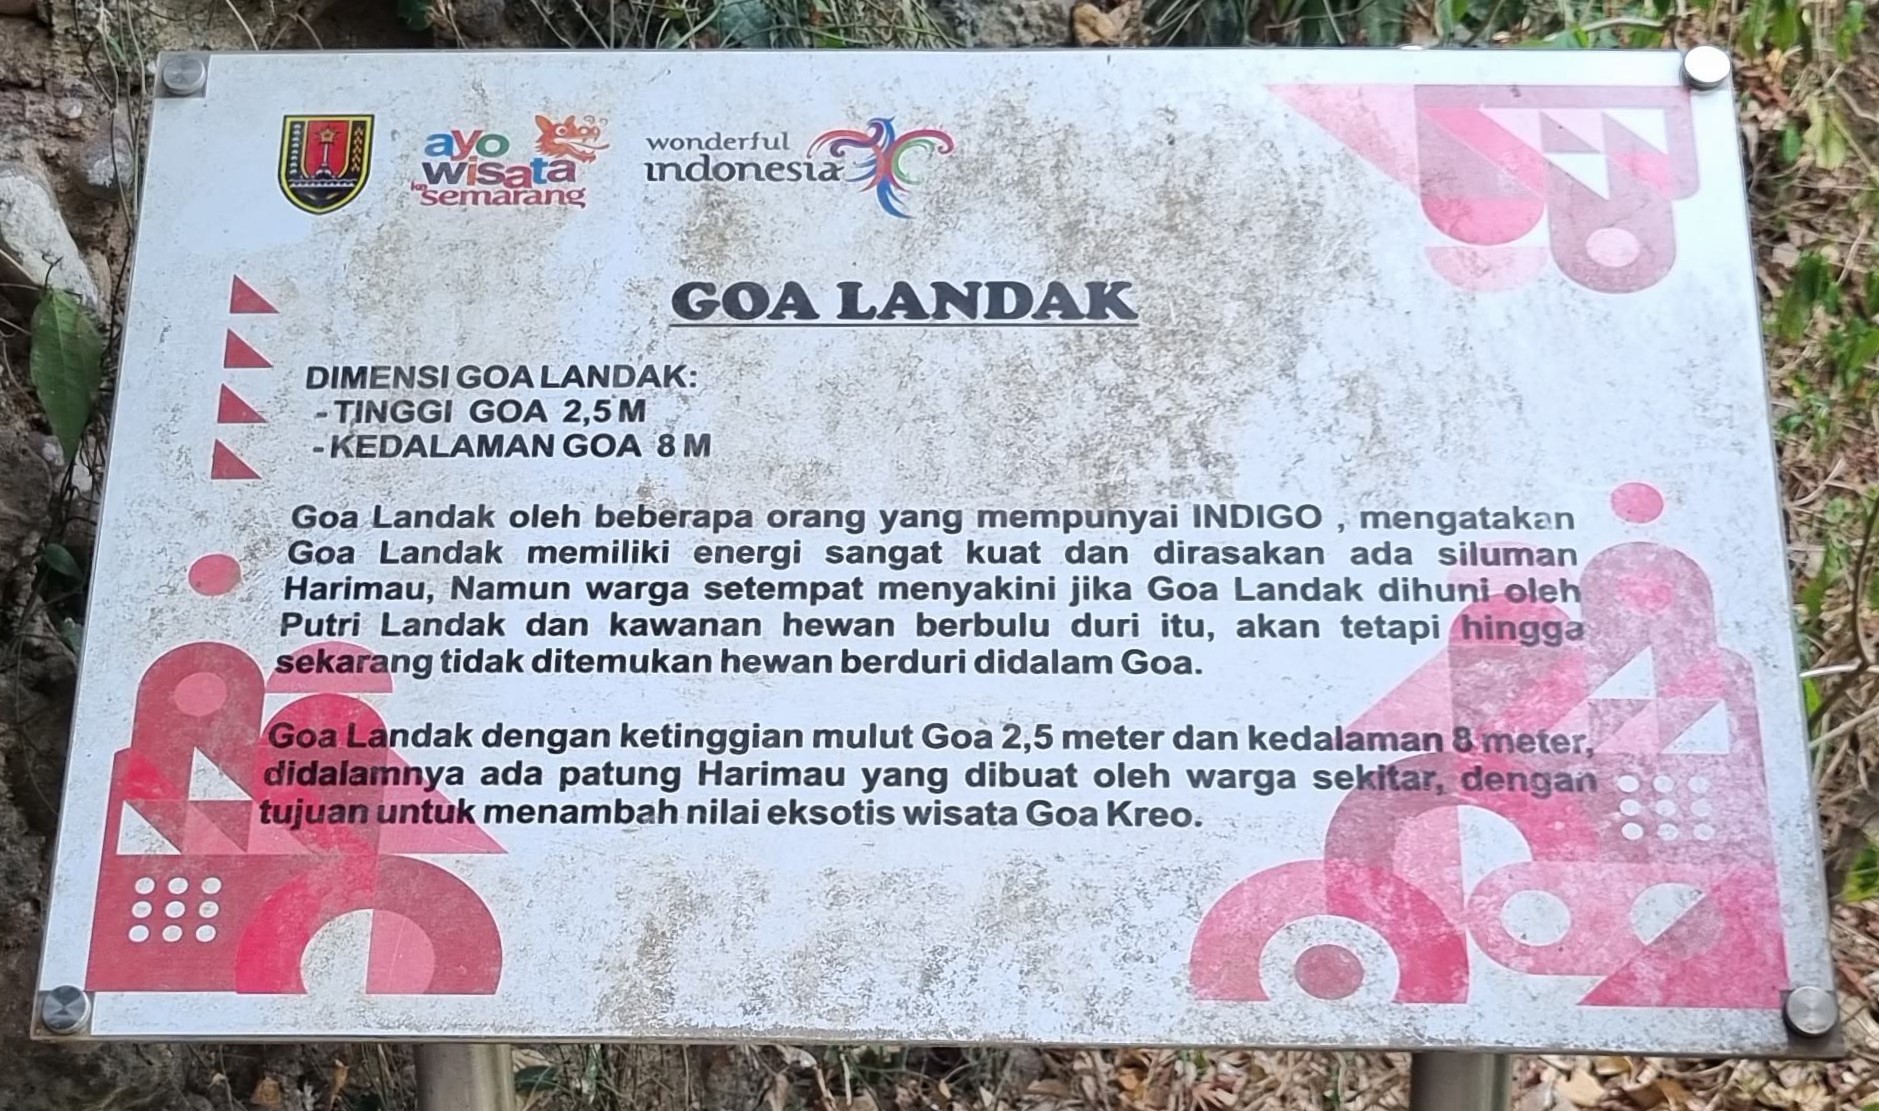 ayo
wisata
ke semarang
wonderful
indonesia
GOA LANDAK
DIMENSI GOA LANDAK:
- TINGGI GOA 2,5 M
- KEDALAMAN GOA 8 M
Goa Landak oleh beberapa orang yang mempunyai INDIGO , mengatakan
Goa Landak memiliki energi sangat kuat dan dirasakan ada siluman
Harimau, Namun warga setempat menyakini jika Goa Landak dihuni oleh
Putri Landak dan kawanan hewan berbulu duri itu, akan tetapi hingga
sekarang tidak ditemukan hewan berduri didalam Goa.
Goa Landak dengan ketinggian mulut Goa 2,5 meter dan kedalaman 8 meter,
didalamnya ada patung Harimau yang dibuat oleh warga sekitar, dengan
tujuan untuk menambah nilai eksotis wisata Goa Kreo.